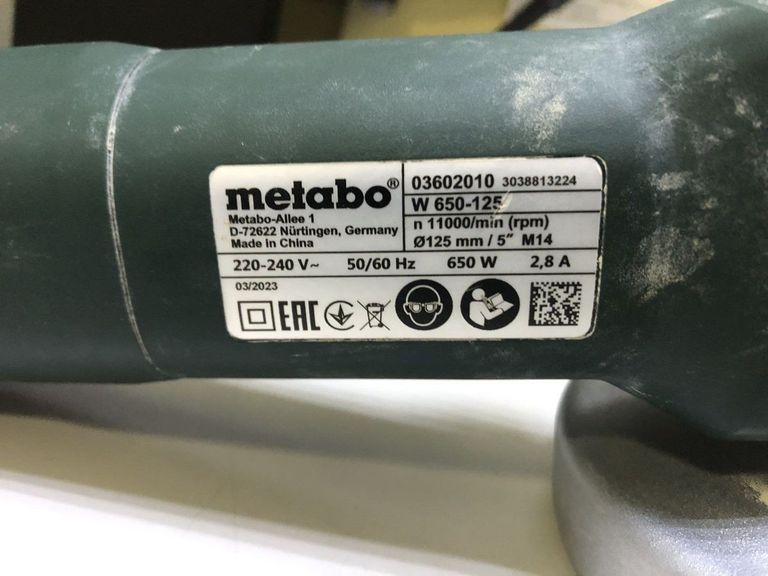 metabo®
Metabo-Allee 1
D-72622 Nürtingen, Germany
Made in China
03602010 3038813224
W 650-125
n 11000/min (rpm)
Ø125 mm / 5" M14
220-240 V~ 50/60 Hz 650 W 2,8 A
03/2023
EAC